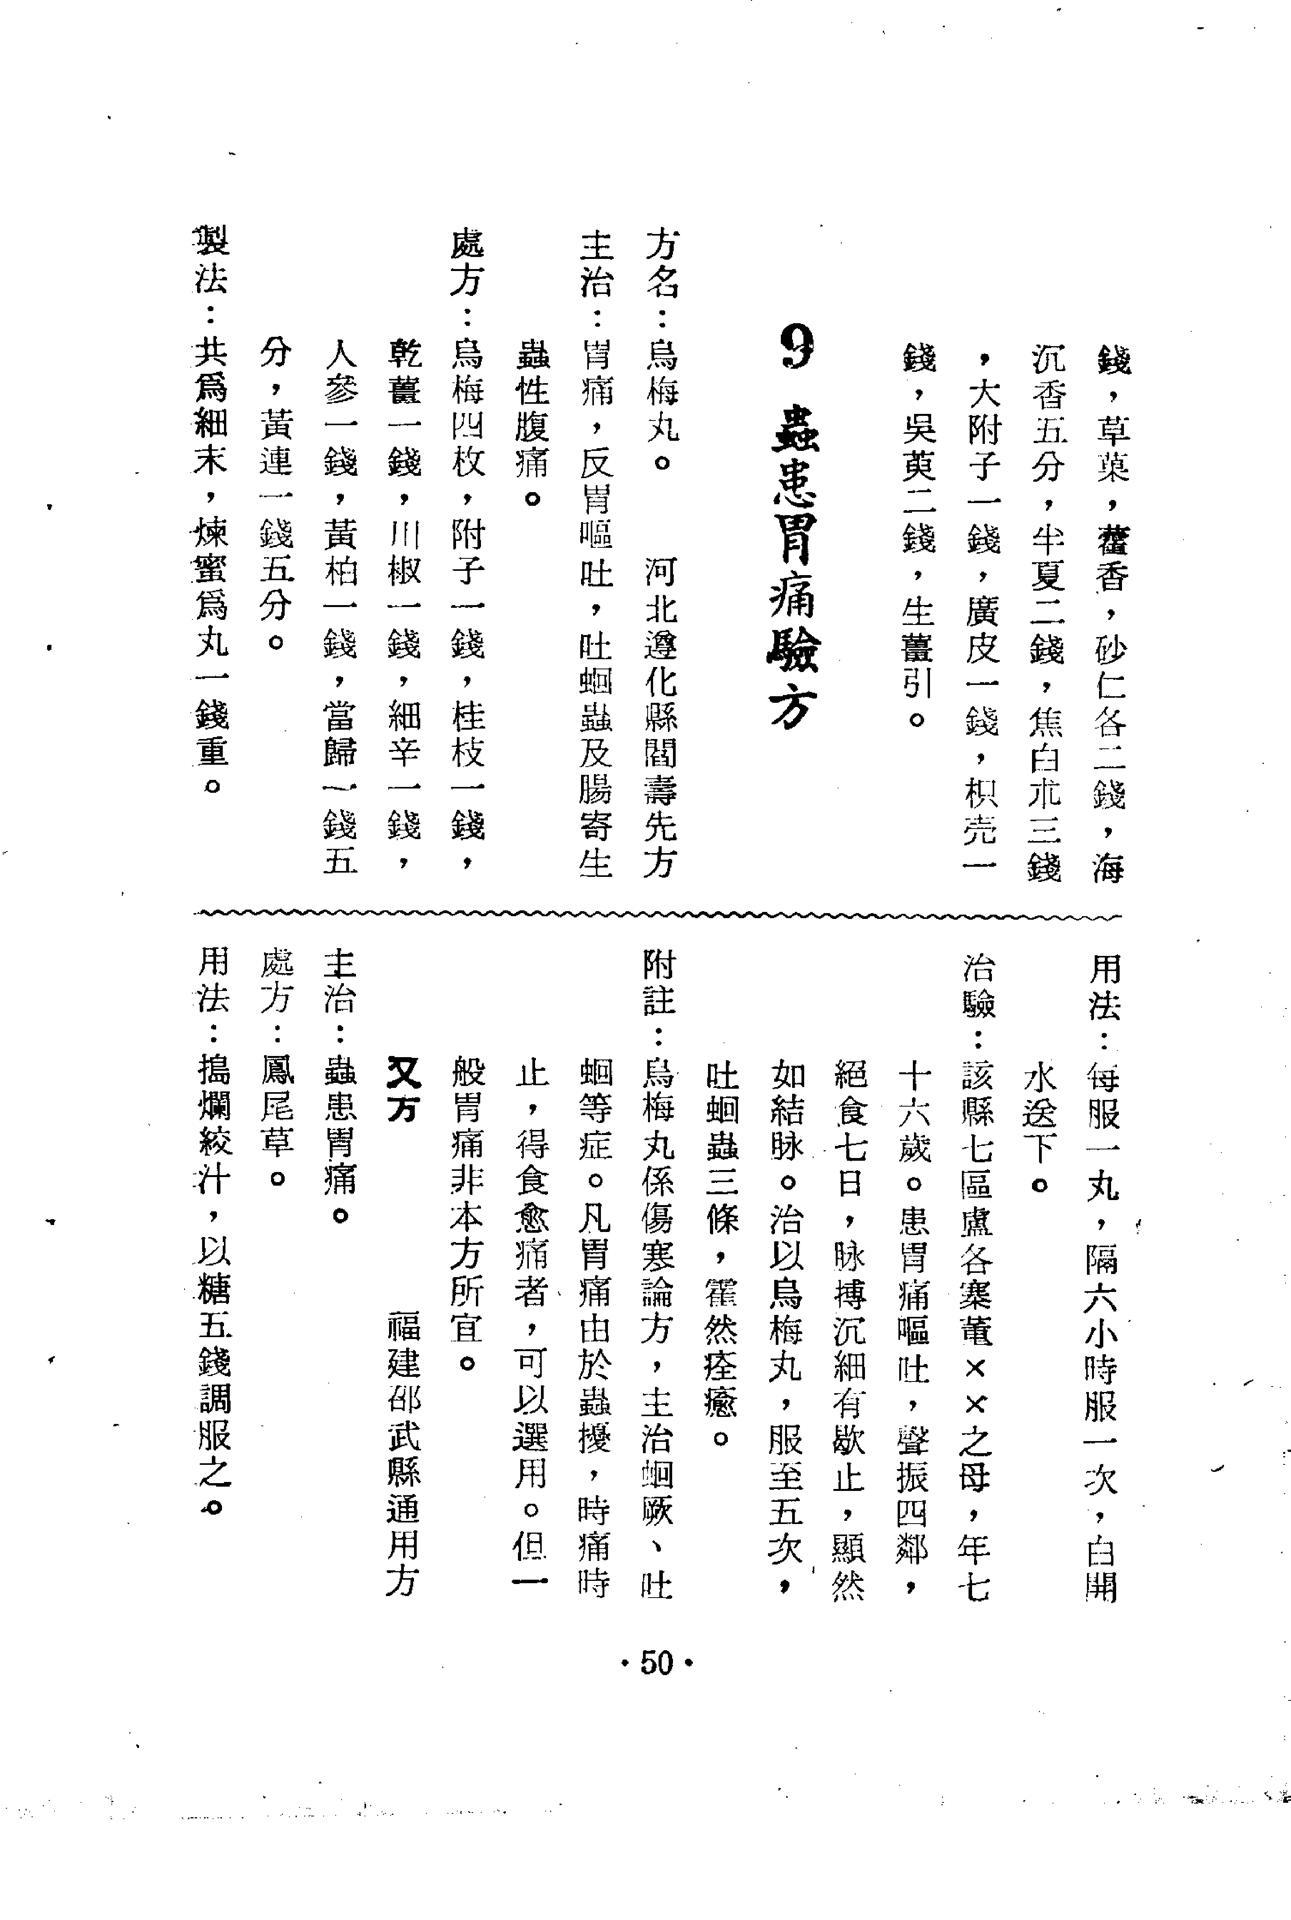 錢，草菓，藿香，砂仁各二錢，海
沉香五分，半夏二錢，焦白朮三錢
，大附子一錢，廣皮一錢，枳壳一
錢，吳萸二錢，生薑引。
9 蟲患胃痛驗方
方名：烏梅丸。 河北遵化縣閻壽先方
主治：胃痛，反胃嘔吐，吐蛔蟲及腸寄生
蟲性腹痛。
處方：烏梅四枚，附子一錢，桂枝一錢，
乾薑一錢，川椒一錢，細辛一錢，
人參一錢，黃柏一錢，當歸一錢五
分，黃連一錢五分。
製法：共爲細末，煉蜜爲丸一錢重。
用法：每服一丸，隔六小時服一次，白開
水送下。
治驗：該縣七區盧各寨董××之母，年七
十六歲。患胃痛嘔吐，聲振四鄰，
絕食七日，脉搏沉細有歇止，顯然
如結脉。治以烏梅丸，服至五次，
吐蛔蟲三條，霍然痊癒。
附註：烏梅丸係傷寒論方，主治蛔厥、吐
蛔等症。凡胃痛由於蟲擾，時痛時
止，得食愈痛者，可以選用。但一
般胃痛非本方所宜。
又方 福建邵武縣通用方
主治：蟲患胃痛。
處方：鳳尾草。
用法：搗爛絞汁，以糖五錢調服之。
·50·